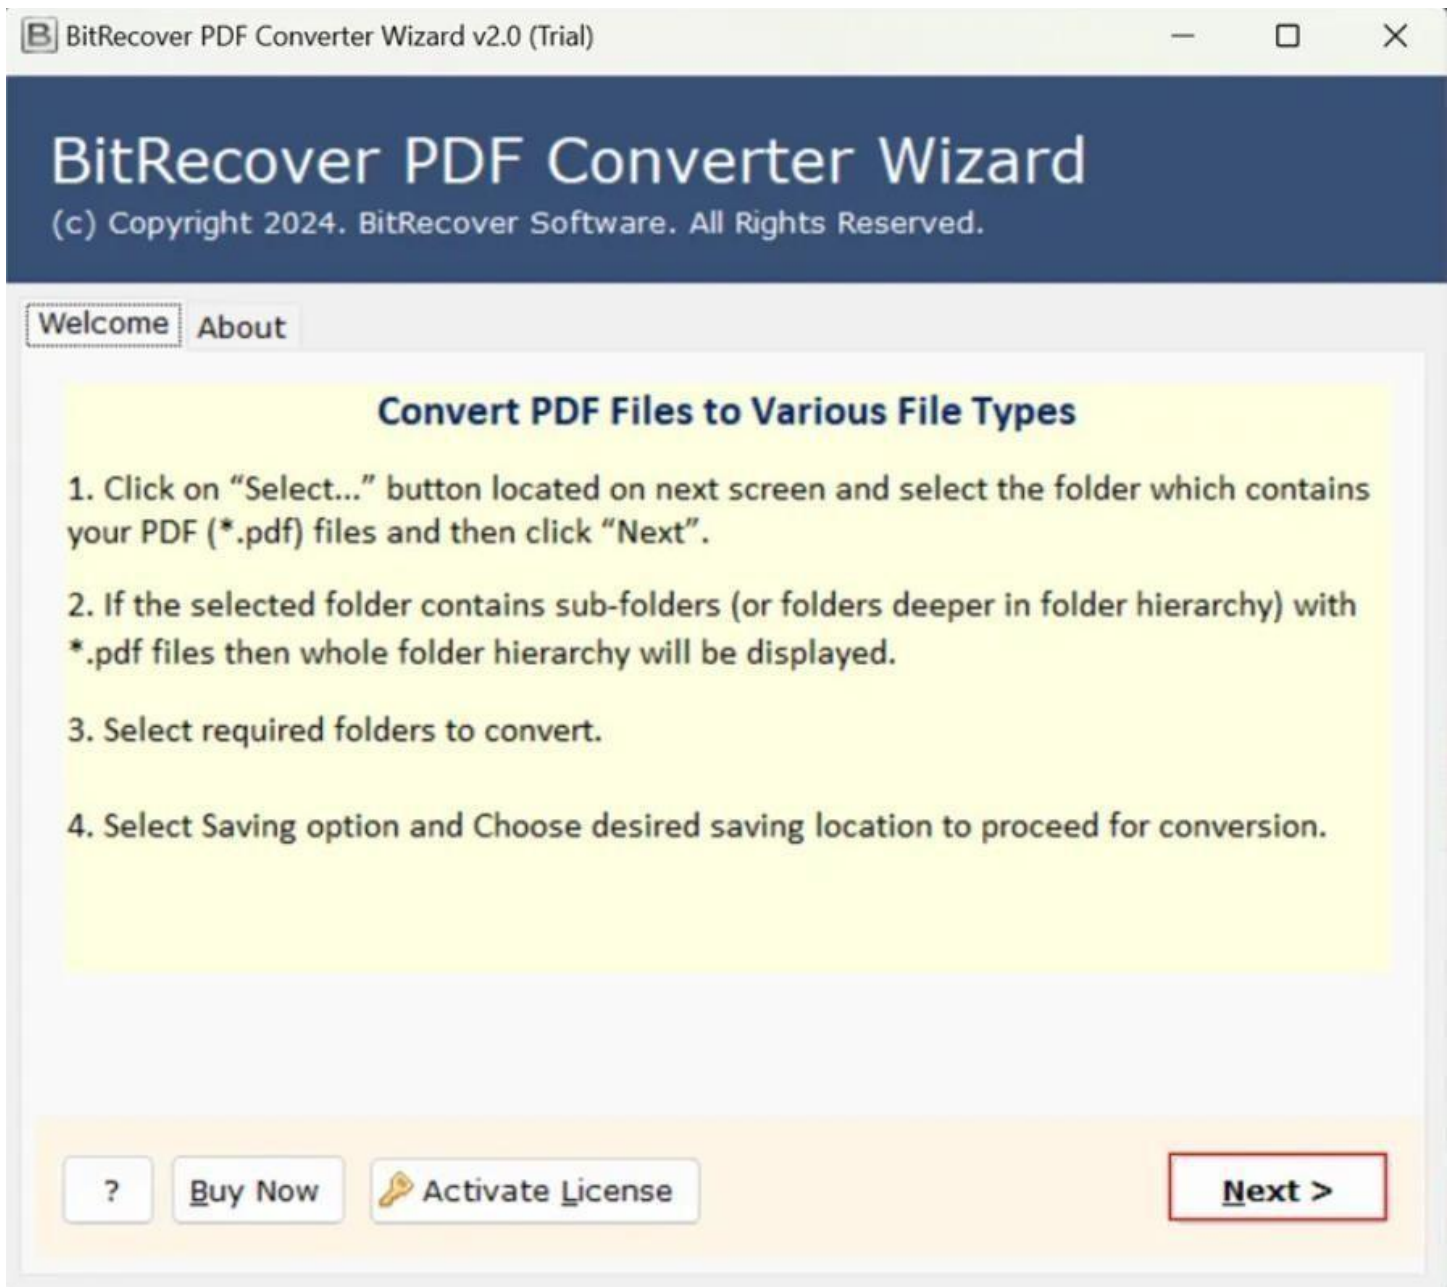 B BitRecover PDF Converter Wizard v2.0 (Trial)
BitRecover PDF Converter Wizard
(c) Copyright 2024. BitRecover Software. All Rights Reserved.
Welcome About
Convert PDF Files to Various File Types
1. Click on “Select...” button located on next screen and select the folder which contains
your PDF (*.pdf) files and then click “Next”.
2. If the selected folder contains sub-folders (or folders deeper in folder hierarchy) with
*.pdf files then whole folder hierarchy will be displayed.
3. Select required folders to convert.
4. Select Saving option and Choose desired saving location to proceed for conversion.
? Buy Now Activate License Next >